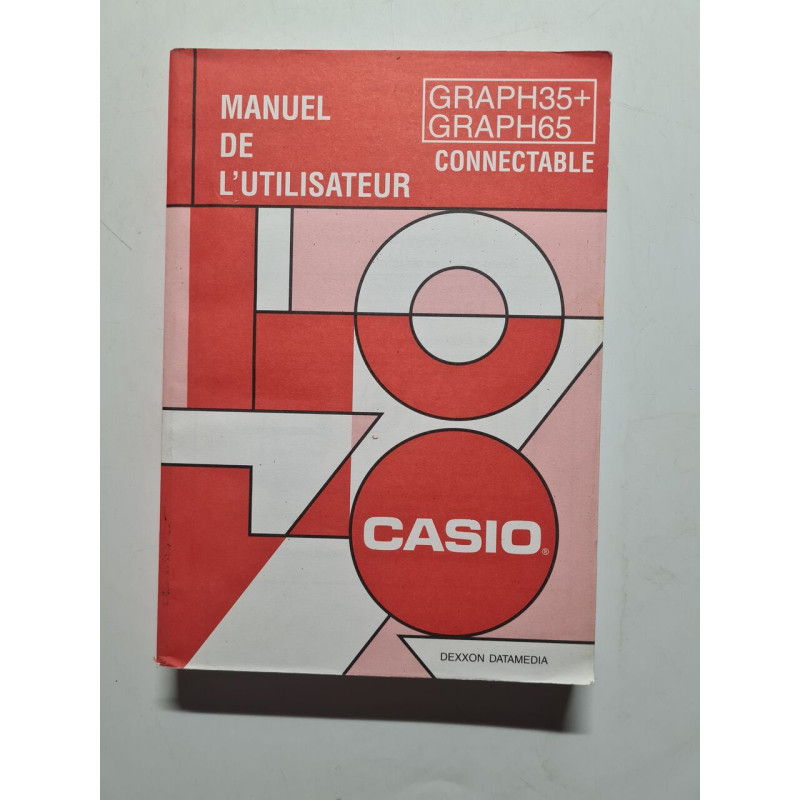 MANUEL
DE
L'UTILISATEUR
GRAPH35+
GRAPH65
CONNECTABLE
CASIO®
DEXXON DATAMEDIA